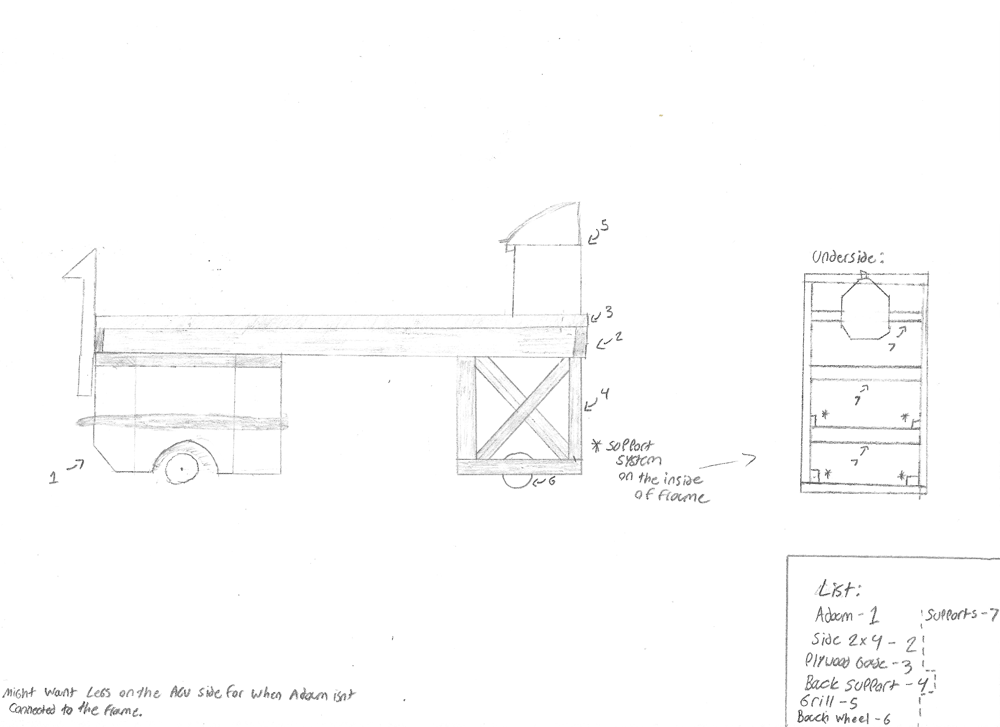 5
3
2
4
6
1
* Support
System
on the inside
of Frame
Underside:
7
7
*
*
7
*
*
List:
Adam - 1
Side 2x4 - 2
Plywood base - 3
Back Support - 4
Grill - 5
Back wheel - 6
Supports - 7
Might want Legs on the AGV side for when Adam isnt
Connected to the frame.